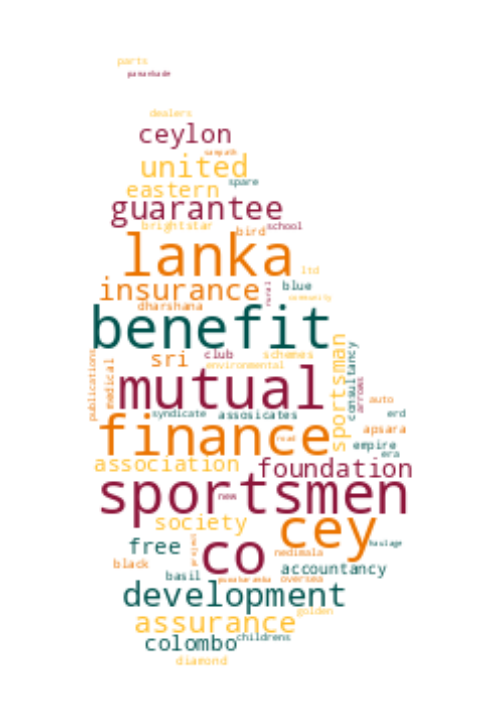 parts
dealers
ceylon
sampath
united
spare
eastern
guarantee
brightstar
school
bird
lanka
ltd
insurance
blue
rural
community
dharshana
benefit
sportsman
consultancy
publications
medical
sri
club
schemes
environmental
mutual
arrows
auto
syndicate
assosicates
erd
finance
apsara
road
empire
era
association
foundation
sportsmen
new
society
cey
free
project
co
haulage
nedimala
black
basil
accountancy
oversea
development
golden
assurance
colombo
childrens
diamond